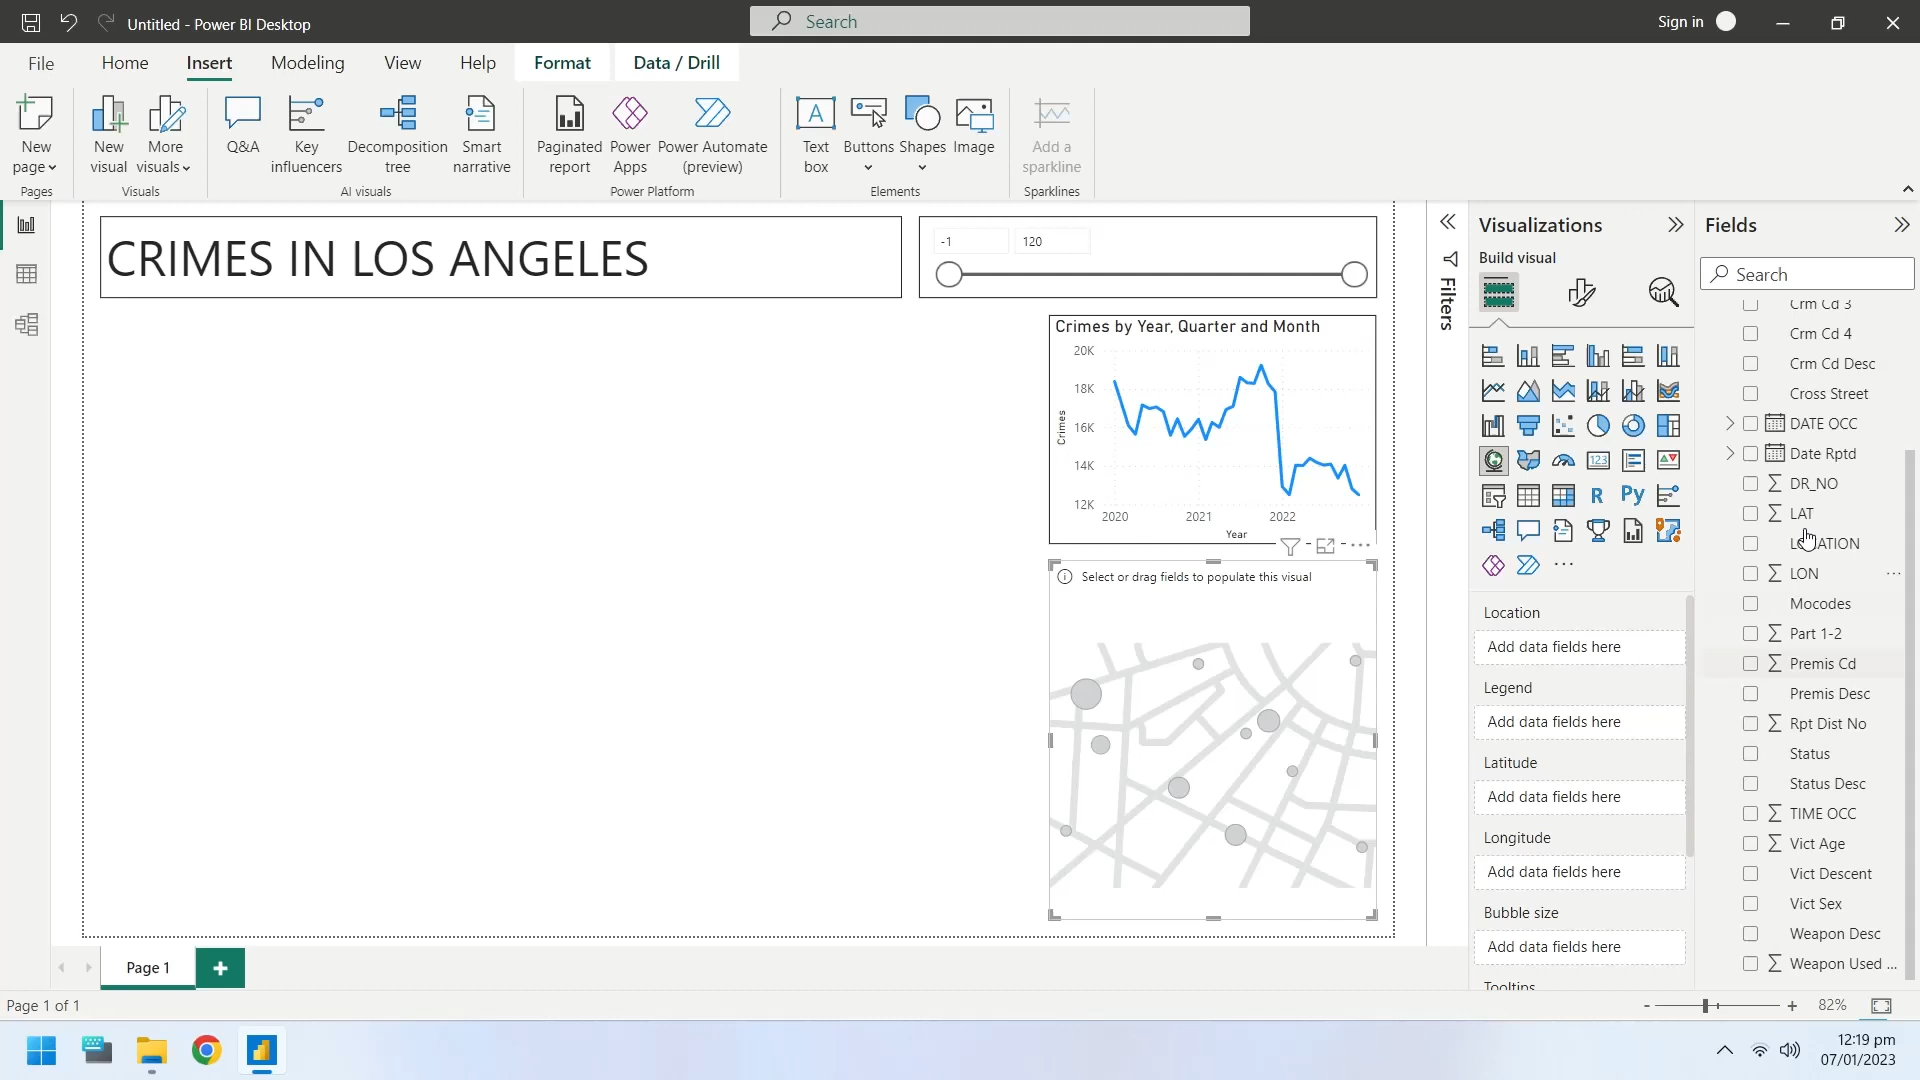 Untitled - Power BI Desktop
Search
Sign in
File
Home
Insert
Modeling
View
Help
Format
Data / Drill
New page
New visual
More visuals
Q&A
Key influencers
Decomposition tree
Smart narrative
Paginated report
Power Apps
Power Automate (preview)
A
Text box
Buttons
Shapes
Image
Add a sparkline
Pages
Visuals
AI visuals
Power Platform
Elements
Sparklines
CRIMES IN LOS ANGELES
-1
120
Crimes by Year, Quarter and Month
20K
18K
16K
14K
12K
Crimes
2020
2021
2022
Year
Select or drag fields to populate this visual
Filters
Visualizations
Build visual
123
R
Py
Location
Add data fields here
Legend
Add data fields here
Latitude
Add data fields here
Longitude
Add data fields here
Bubble size
Add data fields here
Tooltips
Fields
Search
Crm Cd 3
Crm Cd 4
Crm Cd Desc
Cross Street
DATE OCC
Date Rptd
DR_NO
LAT
LOCATION
LON
Mocodes
Part 1-2
Premis Cd
Premis Desc
Rpt Dist No
Status
Status Desc
TIME OCC
Vict Age
Vict Descent
Vict Sex
Weapon Desc
Weapon Used ...
Page 1
Page 1 of 1
82%
12:19 pm
07/01/2023